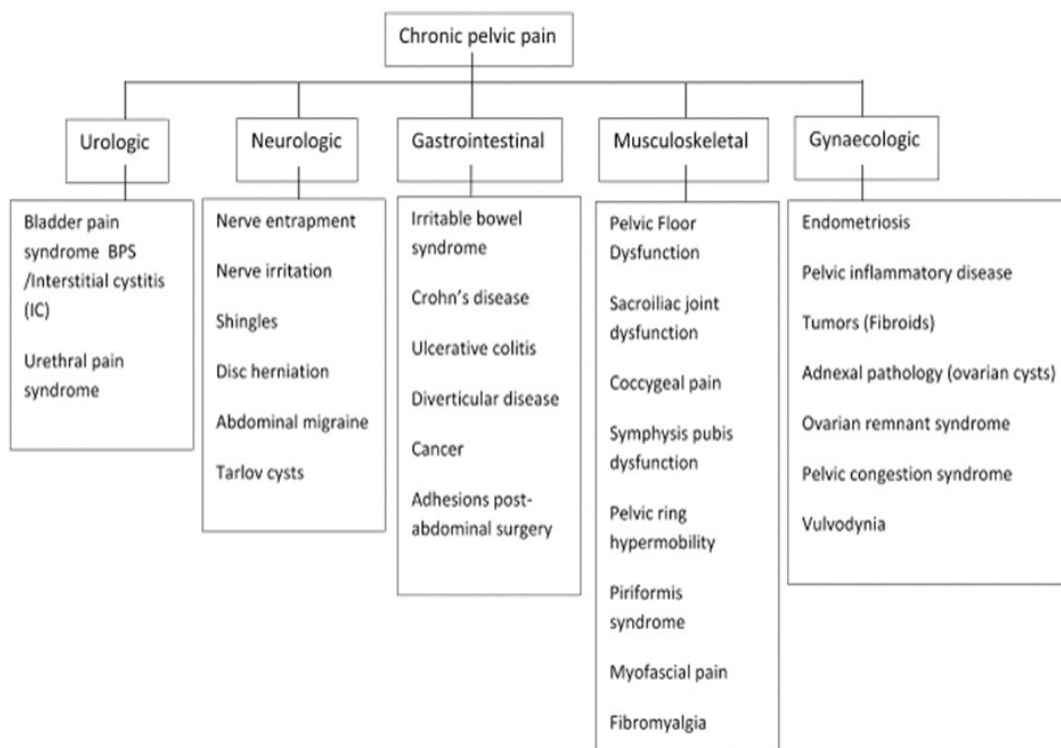 Chronic pelvic pain
Urologic
Neurologic
Gastrointestinal
Musculoskeletal
Gynaecologic
Bladder pain
syndrome BPS
/Interstitial cystitis
(IC)
Urethral pain
syndrome
Nerve entrapment
Nerve irritation
Shingles
Disc herniation
Abdominal migraine
Tarlov cysts
Irritable bowel
syndrome
Crohn's disease
Ulcerative colitis
Diverticular disease
Cancer
Adhesions post-
abdominal surgery
Pelvic Floor
Dysfunction
Sacroiliac joint
dysfunction
Coccygeal pain
Symphysis pubis
dysfunction
Pelvic ring
hypermobility
Piriformis
syndrome
Myofascial pain
Fibromyalgia
Endometriosis
Pelvic inflammatory disease
Tumors (Fibroids)
Adnexal pathology (ovarian cysts)
Ovarian remnant syndrome
Pelvic congestion syndrome
Vulvodynia